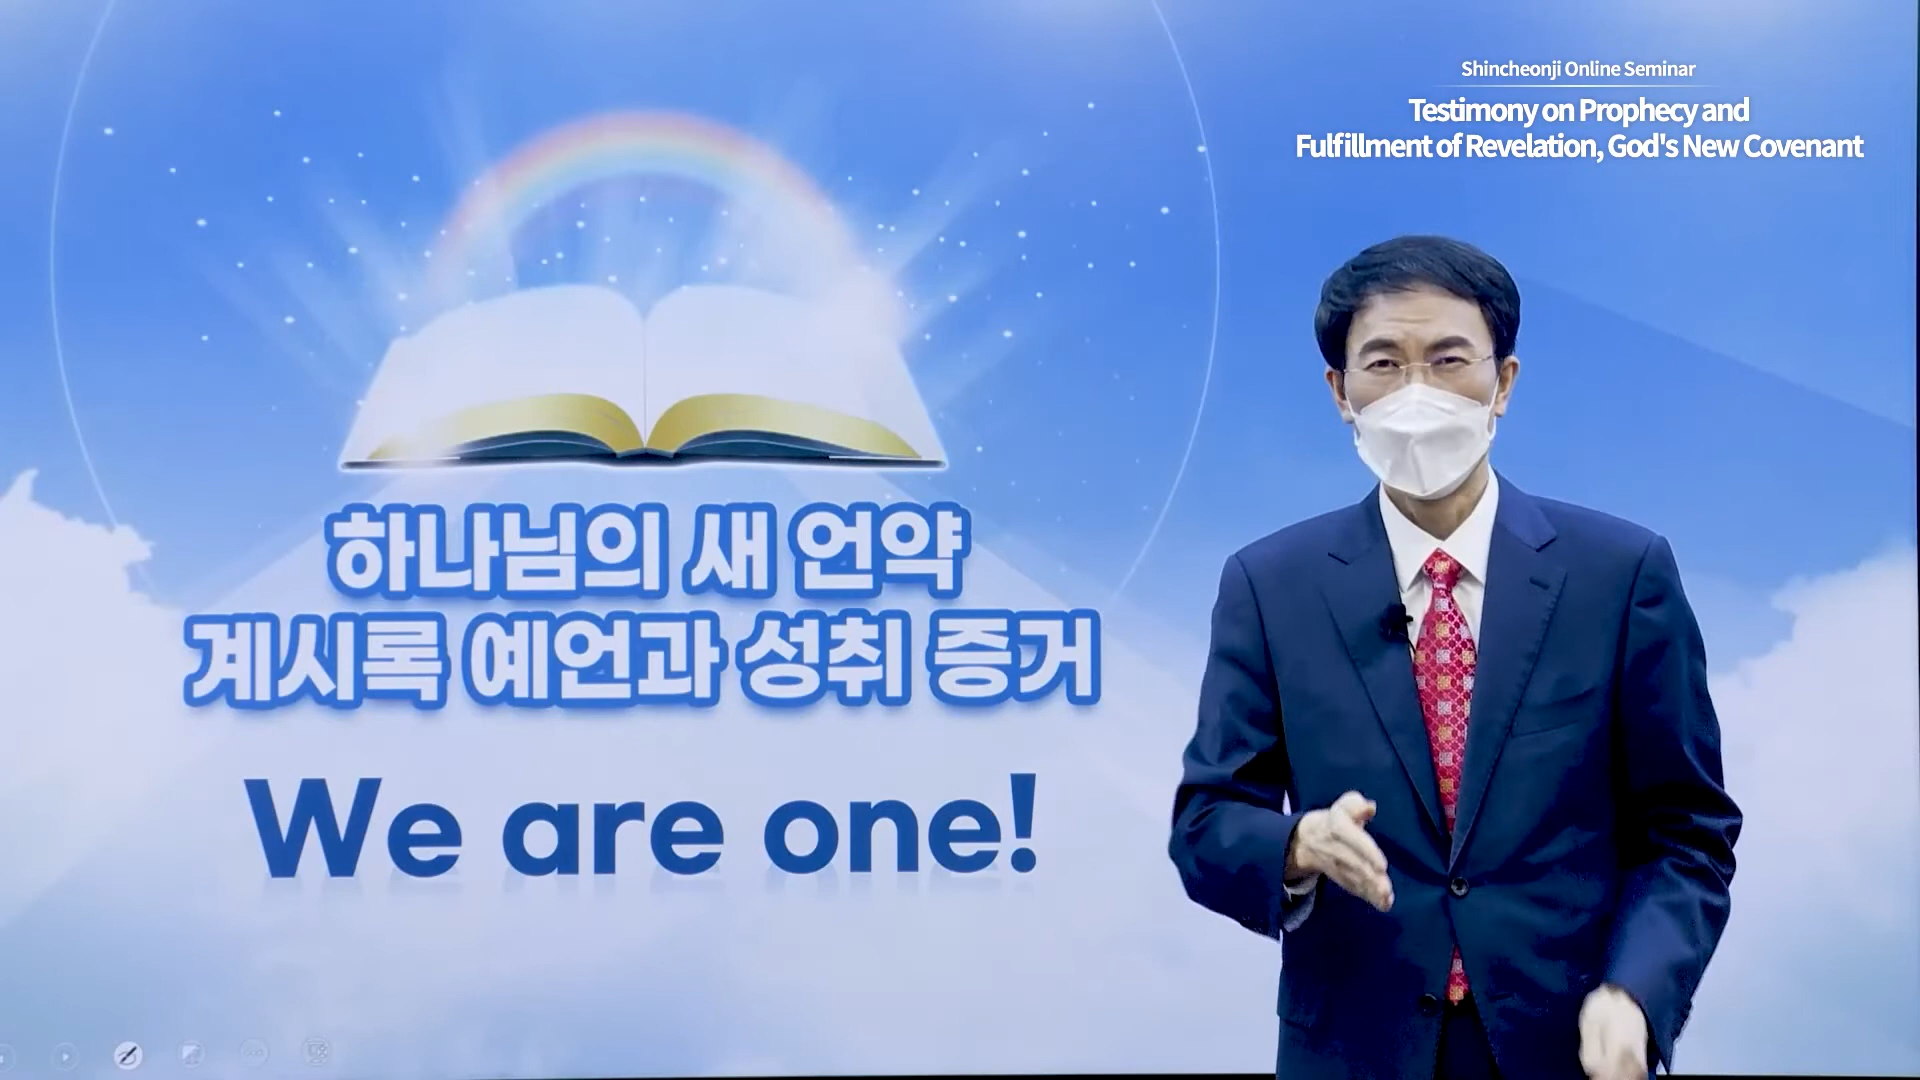 Shincheonji Online Seminar
Testimony on Prophecy and
Fulfillment of Revelation, God's New Covenant
하나님의 새 언약
계시록 예언과 성취 증거
We are one!